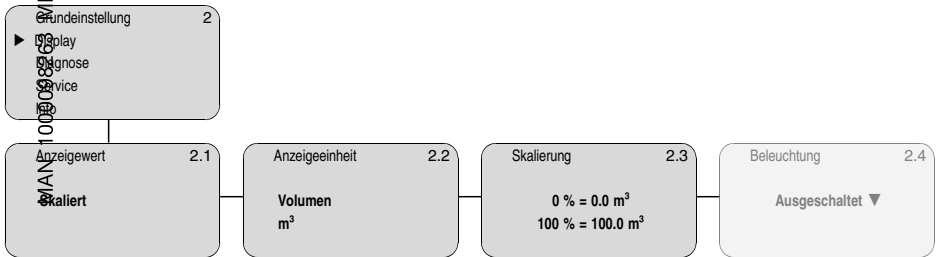 Grundeinstellung 2
▶ Display
Diagnose
Service
Info
Anzeigewert 2.1
Skaliert
Anzeigeeinheit 2.2
Volumen
m³
Skalierung 2.3
0 % = 0.0 m³
100 % = 100.0 m³
Beleuchtung 2.4
Ausgeschaltet ▼